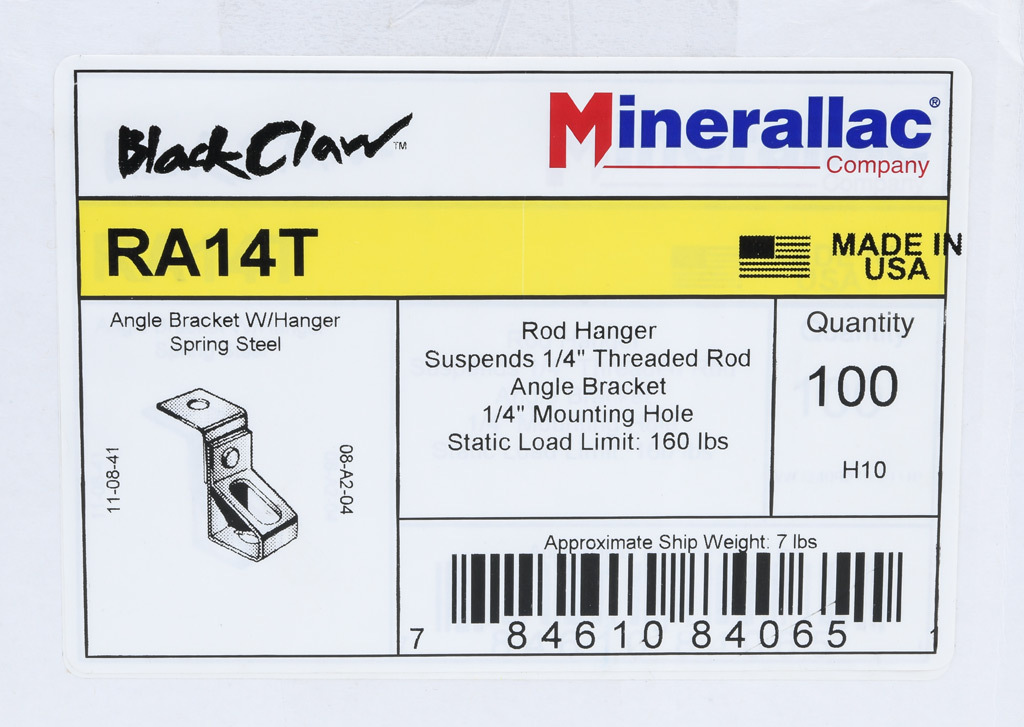 BlackClaw™
Minerallac®
Company
RA14T
MADE IN
USA
Angle Bracket W/Hanger
Spring Steel
11-08-41
08-A2-04
Rod Hanger
Suspends 1/4" Threaded Rod
Angle Bracket
1/4" Mounting Hole
Static Load Limit: 160 lbs
Quantity
100
H10
Approximate Ship Weight: 7 lbs
7 84610 84065 1